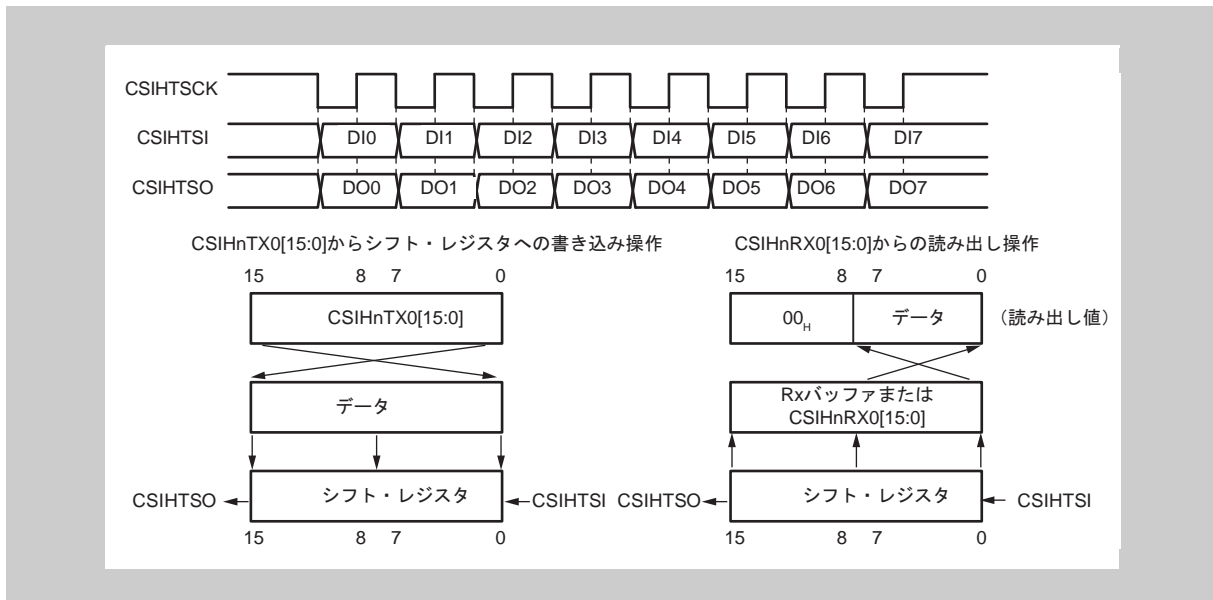 CSIHTSCK
CSIHTSI DI0 DI1 DI2 DI3 DI4 DI5 DI6 DI7
CSIHTSO DO0 DO1 DO2 DO3 DO4 DO5 DO6 DO7
CSIHnTX0[15:0]からシフト・レジスタへの書き込み操作
15 8 7 0
CSIHnTX0[15:0]
データ
CSIHTSO シフト・レジスタ CSIHTSI
15 8 7 0
CSIHnRX0[15:0]からの読み出し操作
15 8 7 0
00H データ （読み出し値）
Rxバッファまたは
CSIHnRX0[15:0]
CSIHTSO シフト・レジスタ CSIHTSI
15 8 7 0